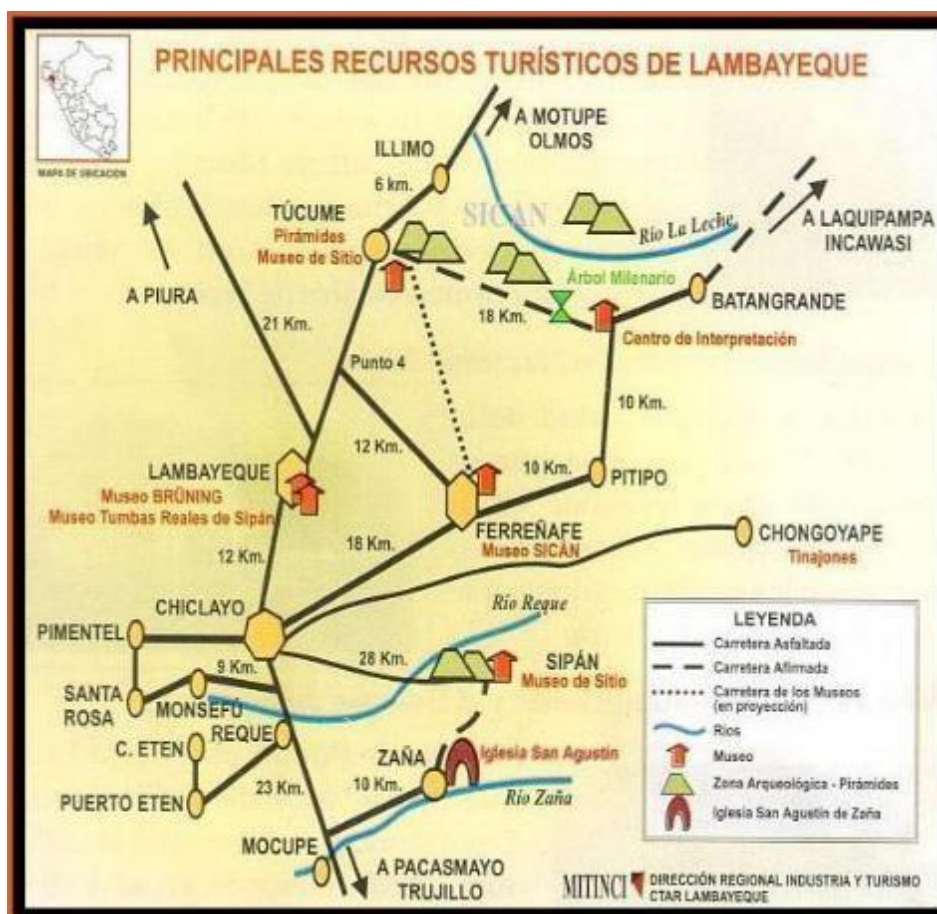 PRINCIPALES RECURSOS TURÍSTICOS DE LAMBAYEQUE
MAPA DE UBICACIÓN
A MOTUPE
OLMOS
ILLIMO
6 km.
TÚCUME
Pirámides
Museo de Sitio
SICÁN
Río La Leche
A LAQUIPAMPA
INCAWASI
A PIURA
Árbol Milenario
BATANGRANDE
18 Km.
Centro de Interpretación
21 Km.
Punto 4
10 Km.
12 Km.
LAMBAYEQUE
Museo BRÜNING
Museo Tumbas Reales de Sipán
10 Km.
PITIPO
FERREÑAFE
Museo SICÁN
18 Km.
12 Km.
CHONGOYAPE
Tinajones
CHICLAYO
Río Reque
PIMENTEL
28 Km.
SIPÁN
Museo de Sitio
9 Km.
SANTA
ROSA
MONSEFÚ
REQUE
C. ETEN
PUERTO ETEN
23 Km.
ZAÑA
Iglesia San Agustín
10 Km.
Río Zaña
MOCUPE
A PACASMAYO
TRUJILLO
LEYENDA
Carretera Asfaltada
Carretera Afirmada
Carretera de los Museos
(en proyección)
Ríos
Museo
Zona Arqueológica - Pirámides
Iglesia San Agustín de Zaña
MITINCI
DIRECCIÓN REGIONAL INDUSTRIA Y TURISMO
CTAR LAMBAYEQUE